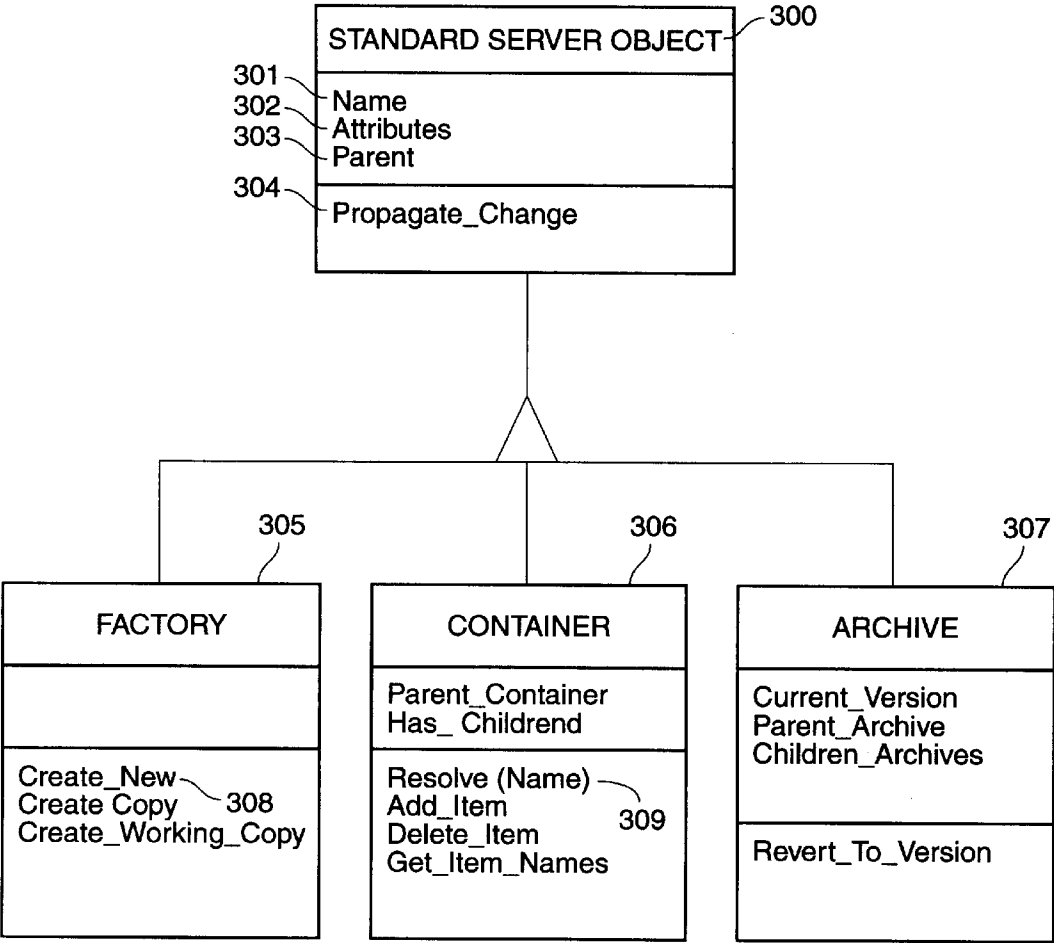 300
STANDARD SERVER OBJECT
301
Name
302
Attributes
303
Parent
304
Propagate_Change
305
306
307
FACTORY
CONTAINER
ARCHIVE
Parent_Container
Has_ Childrend
Current_Version
Parent_Archive
Children_Archives
Create_New
308
Create Copy
Create_Working_Copy
Resolve (Name)
309
Add_Item
Delete_Item
Get_Item_Names
Revert_To_Version